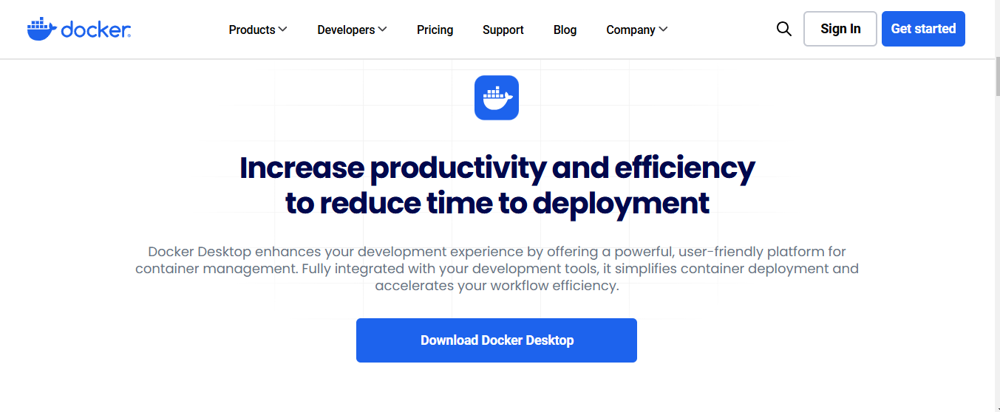 docker
Products
Developers
Pricing
Support
Blog
Company
Sign In
Get started
Increase productivity and efficiency
to reduce time to deployment
Docker Desktop enhances your development experience by offering a powerful, user-friendly platform for
container management. Fully integrated with your development tools, it simplifies container deployment and
accelerates your workflow efficiency.
Download Docker Desktop